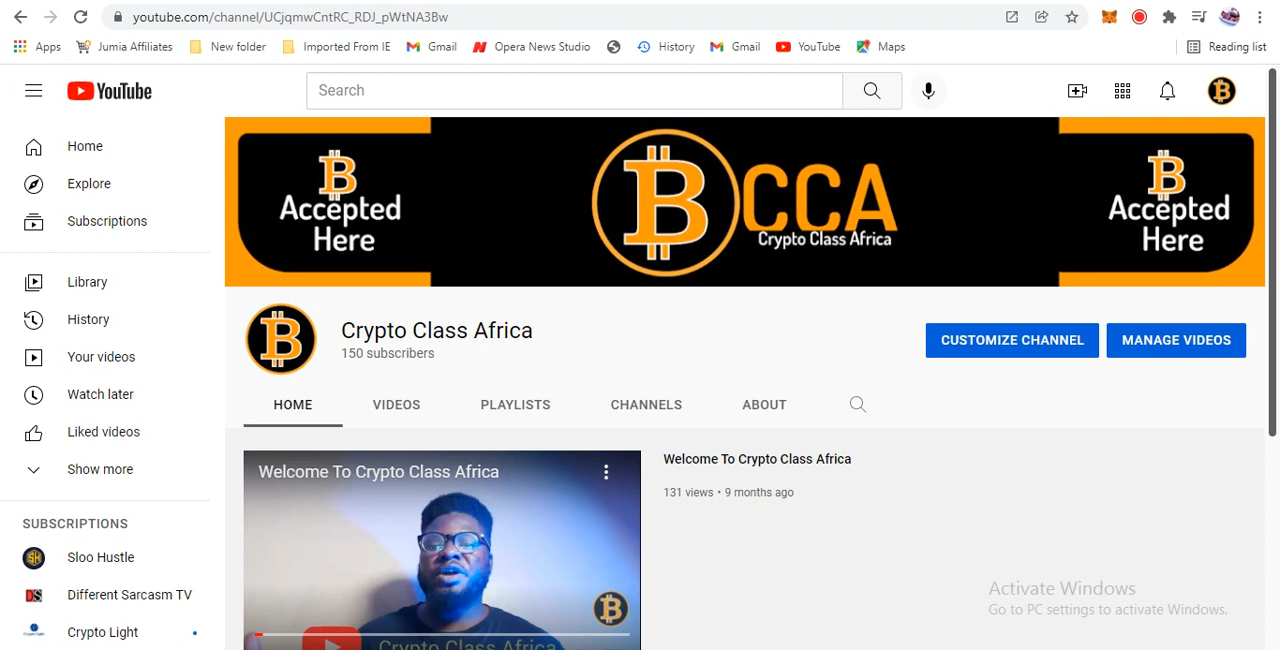 youtube.com/channel/UCjqmwCntRC_RDJ_pWtNA3Bw
Apps Jumia Affiliates New folder Imported From IE Gmail Opera News Studio History Gmail YouTube Maps Reading list
YouTube
Search
Home
Explore
Subscriptions
Library
History
Your videos
Watch later
Liked videos
Show more
SUBSCRIPTIONS
Sloo Hustle
Different Sarcasm TV
Crypto Light
Accepted
Here
CCA
Crypto Class Africa
Accepted
Here
Crypto Class Africa
150 subscribers
CUSTOMIZE CHANNEL
MANAGE VIDEOS
HOME VIDEOS PLAYLISTS CHANNELS ABOUT
Welcome To Crypto Class Africa
Crypto Class Africa
Welcome To Crypto Class Africa
131 views • 9 months ago
Activate Windows
Go to PC settings to activate Windows.